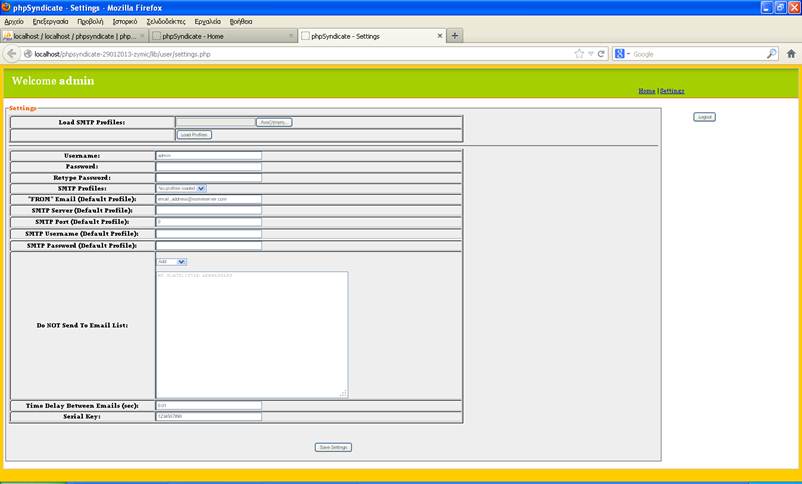 phpSyndicate - Settings - Mozilla Firefox
Αρχείο Επεξεργασία Προβολή Ιστορικό Σελιδοδείκτες Εργαλεία Βοήθεια
localhost / localhost / phpsyndicate | php... phpSyndicate - Home phpSyndicate - Settings
localhost/phpsyndicate-29012013-zymic/lib/user/settings.php Google
Welcome admin
Home | Settings
Settings
Logout
Load SMTP Profiles: Αναζήτηση...
Load Profiles
Username: admin
Password:
Retype Password:
SMTP Profiles: *no profiles loaded
"FROM" Email (Default Profile): email_address@someserver.com
SMTP Server (Default Profile):
SMTP Port (Default Profile): 0
SMTP Username (Default Profile):
SMTP Password (Default Profile):
Add
Do NOT Send To Email List:
Time Delay Between Emails (sec): 0.01
Serial Key:
Save Settings